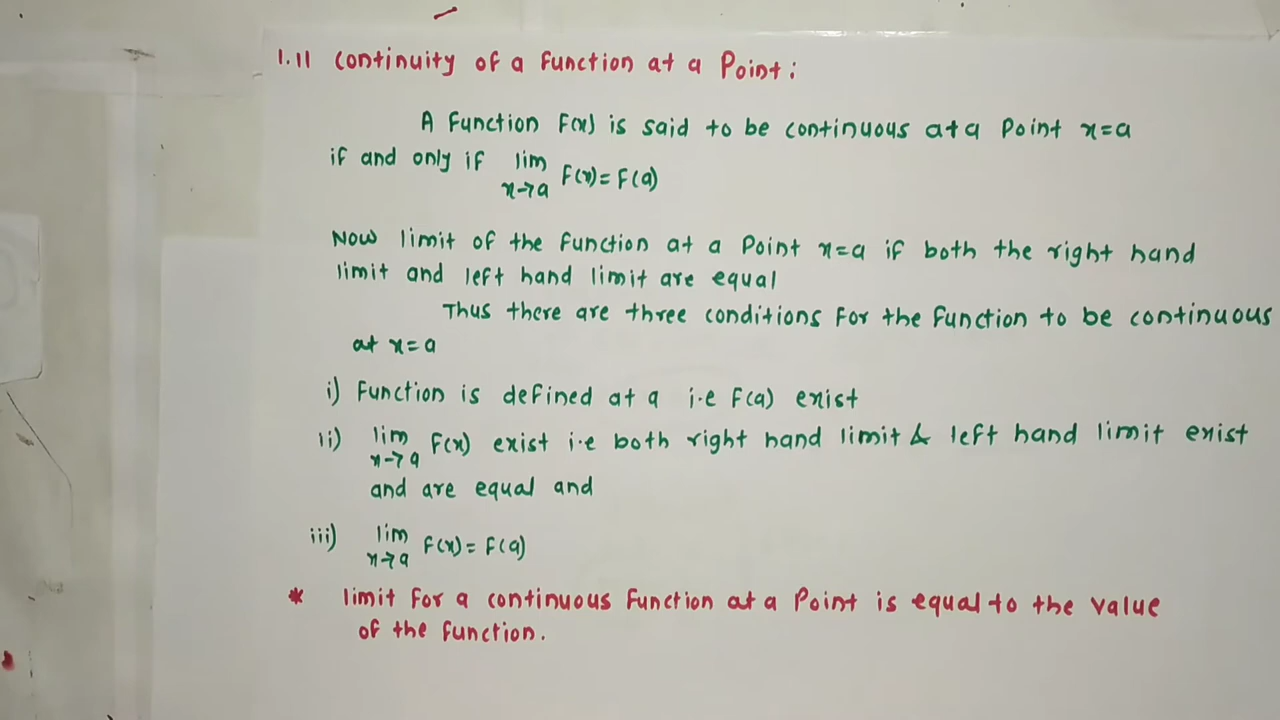 1.11 Continuity of a Function at a Point:
A Function F(x) is said to be continuous at a Point x=a
if and only if lim x→a F(x)=F(a)
Now limit of the Function at a Point x=a if both the right hand
limit and left hand limit are equal
Thus there are three conditions For the Function to be continuous
at x=a
i) Function is defined at a i.e F(a) exist
ii) lim x→a F(x) exist i.e both right hand limit & left hand limit exist
and are equal and
iii) lim x→a F(x)=F(a)
* limit For a continuous Function at a Point is equal to the value
of the Function.